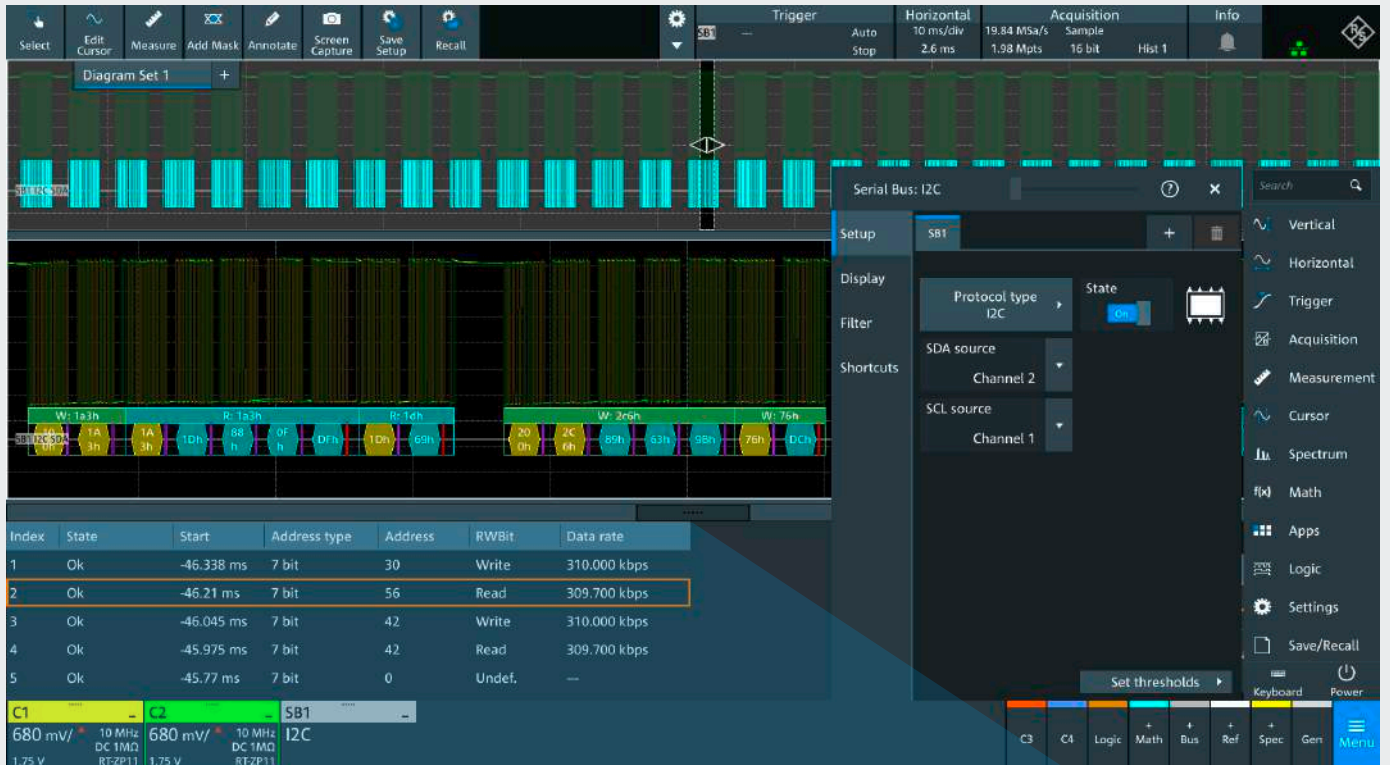 Select
Edit Cursor
Measure
Add Mask
Annotate
Screen Capture
Save Setup
Recall
SB1
---
Trigger
Auto
Stop
Horizontal
10 ms/div
2.6 ms
Acquisition
19.84 MSa/s
Sample
1.98 Mpts
16 bit
Hist 1
Info
R&S
Diagram Set 1
+
SB1 I2C SDA
W: 1a3h
R: 1a3h
R: 1dh
W: 2c6h
W: 76h
SB1 I2C SDA
1A 3h
1A 3h
1Dh
88 h
0F h
DFh
1Dh
69h
20 0h
2C 6h
89h
63h
9Bh
76h
DCh
Index State Start Address type Address RWBit Data rate
1 Ok -46.338 ms 7 bit 30 Write 310.000 kbps
2 Ok -46.21 ms 7 bit 56 Read 309.700 kbps
3 Ok -46.045 ms 7 bit 42 Write 310.000 kbps
4 Ok -45.975 ms 7 bit 42 Read 309.700 kbps
5 Ok -45.77 ms 7 bit 0 Undef. ---
Serial Bus: I2C
?
×
Setup
Display
Filter
Shortcuts
SB1
+
Protocol type
I2C
State
On
SDA source
Channel 2
SCL source
Channel 1
Set thresholds
Search
Vertical
Horizontal
Trigger
Acquisition
Measurement
Cursor
Spectrum
f(x) Math
Apps
Logic
Settings
Save/Recall
Keyboard
Power
C1
680 mV/
10 MHz
DC 1MΩ
1.75 V
RT-ZP11
C2
680 mV/
10 MHz
DC 1MΩ
1.75 V
RT-ZP11
SB1
I2C
C3
C4
Logic
+ Math
+ Bus
+ Ref
+ Spec
Gen
Menu